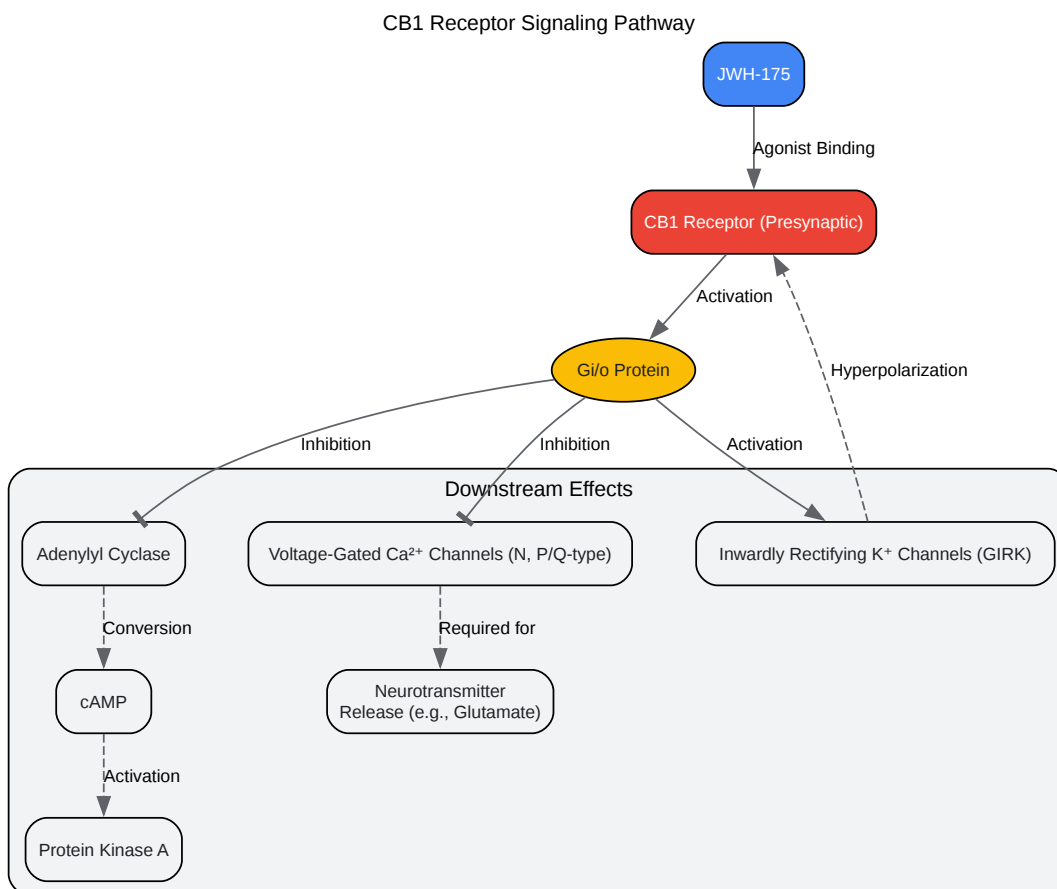 CB1 Receptor Signaling Pathway
JWH-175
Agonist Binding
CB1 Receptor (Presynaptic)
Activation
Hyperpolarization
Gi/o Protein
Inhibition
Inhibition
Activation
Downstream Effects
Adenylyl Cyclase
Voltage-Gated Ca²⁺ Channels (N, P/Q-type)
Inwardly Rectifying K⁺ Channels (GIRK)
Conversion
Required for
cAMP
Neurotransmitter
Release (e.g., Glutamate)
Activation
Protein Kinase A